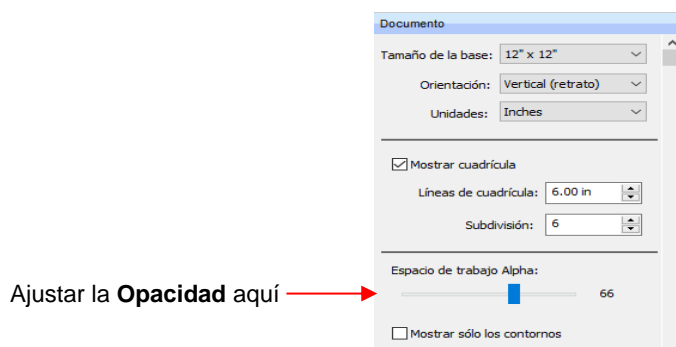 Documento
Tamaño de la base: 12" x 12"
Orientación: Vertical (retrato)
Unidades: Inches
Mostrar cuadrícula
Líneas de cuadrícula: 6.00 in
Subdivisión: 6
Espacio de trabajo Alpha:
Ajustar la Opacidad aquí
66
Mostrar sólo los contornos